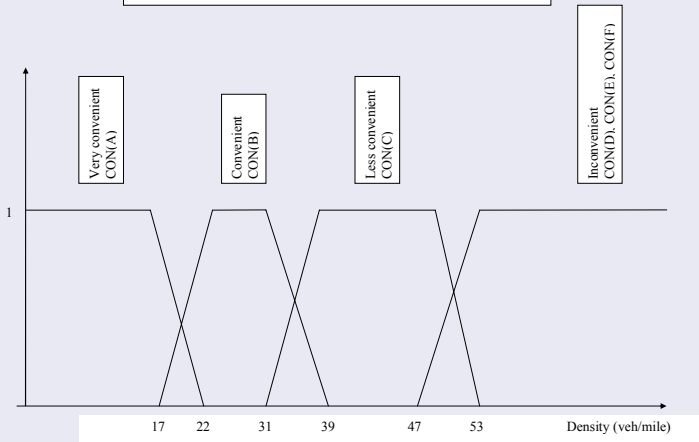 Very convenient
CON(A)
Convenient
CON(B)
Less convenient
CON(C)
Inconvenient
CON(D), CON(E), CON(F)
1
17 22 31 39 47 53 Density (veh/mile)